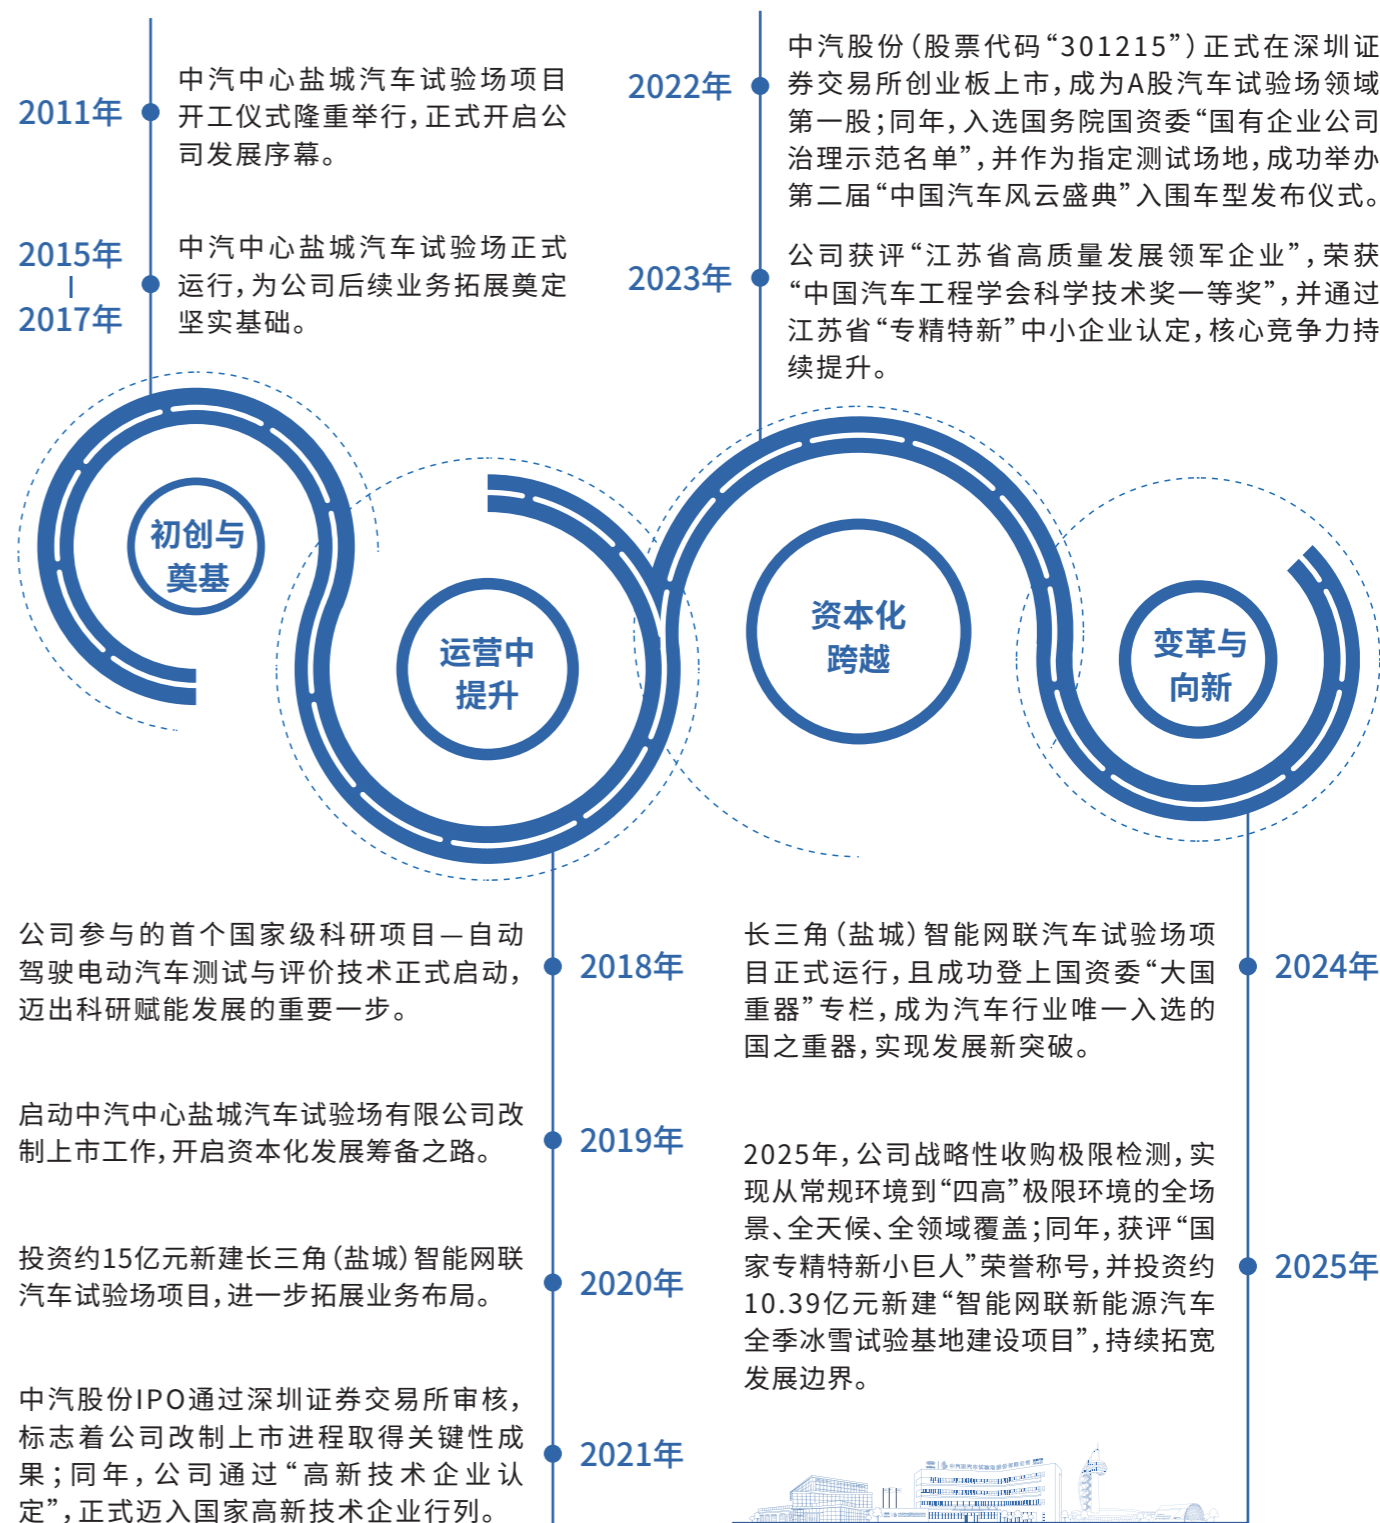 2011年
中汽中心盐城汽车试验场项目
开工仪式隆重举行，正式开启公
司发展序幕。
2015年
2017年
中汽中心盐城汽车试验场正式
运行，为公司后续业务拓展奠定
坚实基础。
2022年
中汽股份（股票代码“301215”）正式在深圳证
券交易所创业板上市，成为A股汽车试验场领域
第一股；同年，入选国务院国资委“国有企业公司
治理示范名单”，并作为指定测试场地，成功举办
第二届“中国汽车风云盛典”入围车型发布仪式。
2023年
公司获评“江苏省高质量发展领军企业”，荣获
“中国汽车工程学会科学技术奖一等奖”，并通过
江苏省“专精特新”中小企业认定，核心竞争力持
续提升。
初创与
奠基
运营中
提升
资本化
跨越
变革与
向新
公司参与的首个国家级科研项目—自动
驾驶电动汽车测试与评价技术正式启动，
迈出科研赋能发展的重要一步。
2018年
启动中汽中心盐城汽车试验场有限公司改
制上市工作，开启资本化发展筹备之路。
2019年
投资约15亿元新建长三角（盐城）智能网联
汽车试验场项目，进一步拓展业务布局。
2020年
中汽股份IPO通过深圳证券交易所审核，
标志着公司改制上市进程取得关键性成
果；同年，公司通过“高新技术企业认
定”，正式迈入国家高新技术企业行列。
2021年
长三角（盐城）智能网联汽车试验场项
目正式运行，且成功登上国资委“大国
重器”专栏，成为汽车行业唯一入选的
国之重器，实现发展新突破。
2024年
2025年，公司战略性收购极限检测，实
现从常规环境到“四高”极限环境的全场
景、全天候、全领域覆盖；同年，获评“国
家专精特新小巨人”荣誉称号，并投资约
10.39亿元新建“智能网联新能源汽车
全季冰雪试验基地建设项目”，持续拓宽
发展边界。
2025年